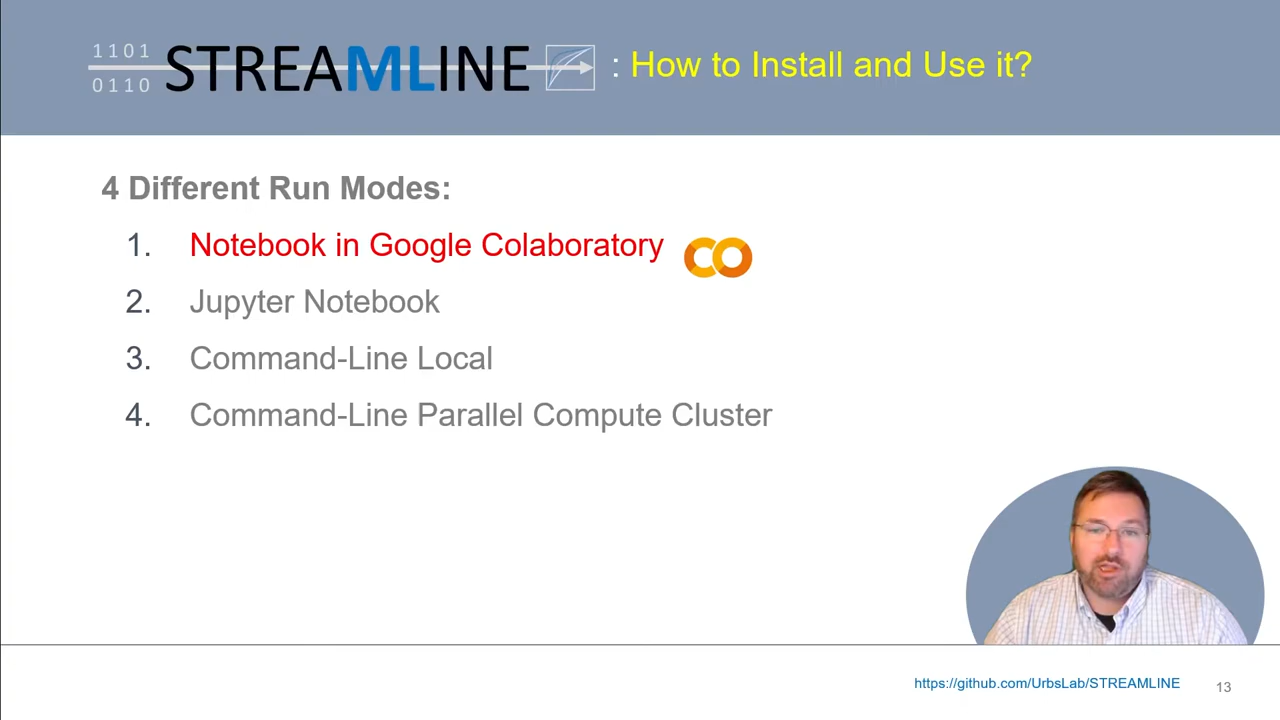 1101
0110
STREAMLINE : How to Install and Use it?
4 Different Run Modes:
1. Notebook in Google Colaboratory
2. Jupyter Notebook
3. Command-Line Local
4. Command-Line Parallel Compute Cluster
https://github.com/UrbsLab/STREAMLINE 13